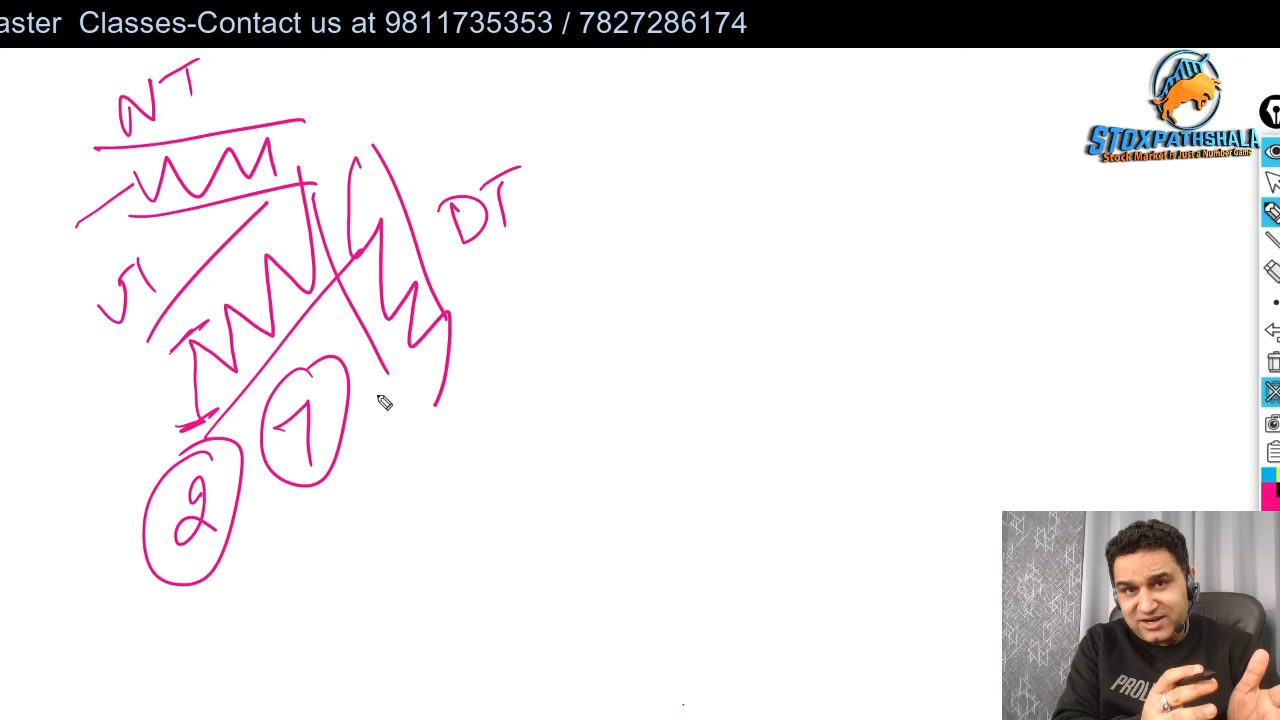 aster Classes-Contact us at 9811735353 / 7827286174
STOXPATHSHALA
Stock Market is Just a Number Game
NT
DT
1
2